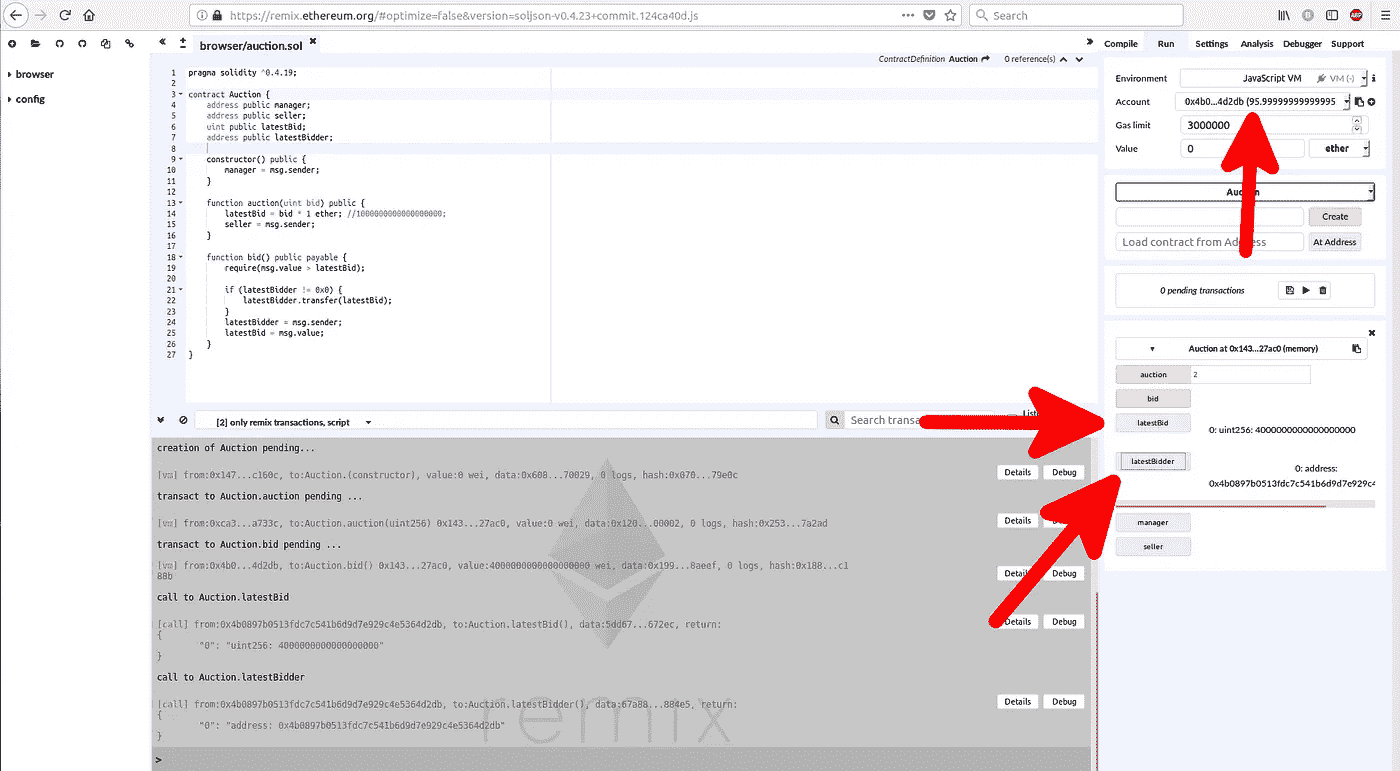 https://remix.ethereum.org/#optimize=false&version=soljson-v0.4.23+commit.124ca40d.js
Search
browser
config
browser/auction.sol
ContractDefinition Auction 0 reference(s)
1 pragma solidity ^0.4.19;
2
3 contract Auction {
4 address public manager;
5 address public seller;
6 uint public latestBid;
7 address public latestBidder;
8
9 constructor() public {
10 manager = msg.sender;
11 }
12
13 function auction(uint bid) public {
14 latestBid = bid * 1 ether; //1000000000000000000;
15 seller = msg.sender;
16 }
17
18 function bid() public payable {
19 require(msg.value > latestBid);
20
21 if (latestBidder != 0x0) {
22 latestBidder.transfer(latestBid);
23 }
24 latestBidder = msg.sender;
25 latestBid = msg.value;
26 }
27 }
[2] only remix transactions, script
Search transa
creation of Auction pending...
[vm] from:0x147...c160c, to:Auction.(constructor), value:0 wei, data:0x608...70029, 0 logs, hash:0x070...79e0c
Details Debug
transact to Auction.auction pending ...
[vm] from:0xca3...a733c, to:Auction.auction(uint256) 0x143...27ac0, value:0 wei, data:0x120...00002, 0 logs, hash:0x253...7a2ad
Details
transact to Auction.bid pending ...
[vm] from:0x4b0...4d2db, to:Auction.bid() 0x143...27ac0, value:4000000000000000000 wei, data:0x199...8aeef, 0 logs, hash:0x188...c1
88b
Details Debug
call to Auction.latestBid
[call] from:0x4b0897b0513fdc7c541b6d9d7e929c4e5364d2db, to:Auction.latestBid(), data:5dd67...672ec, return:
Details Debug
{
"0": "uint256: 4000000000000000000"
}
call to Auction.latestBidder
[call] from:0x4b0897b0513fdc7c541b6d9d7e929c4e5364d2db, to:Auction.latestBidder(), data:67a88...884e5, return:
Details Debug
{
"0": "address: 0x4b0897b0513fdc7c541b6d9d7e929c4e5364d2db"
}
remix
>
Compile Run Settings Analysis Debugger Support
Environment JavaScript VM VM (-)
Account 0x4b0...4d2db (95.99999999999995
Gas limit 3000000
Value 0 ether
Create
Load contract from Address At Address
0 pending transactions
Auction at 0x143...27ac0 (memory)
auction 2
bid
latestBid
0: uint256: 4000000000000000000
latestBidder
0: address:
0x4b0897b0513fdc7c541b6d9d7e929c4
manager
seller